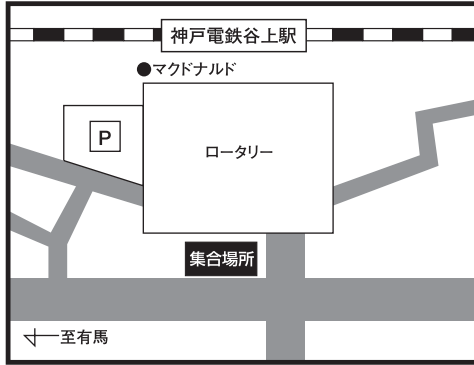 神戸電鉄谷上駅
●マクドナルド
P
ロータリー
集合場所
至有馬